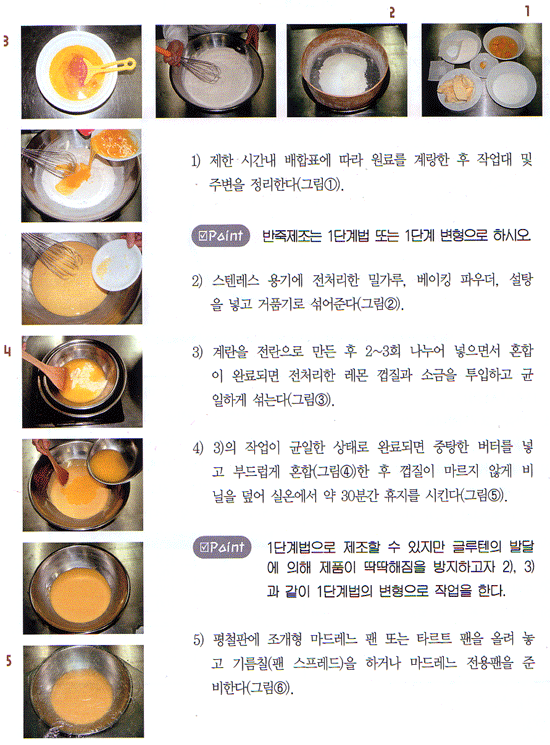 3
2
1
1) 제한 시간내 배합표에 따라 원료를 계량한 후 작업대 및
주변을 정리한다(그림①).
Point 반죽제조는 1단계법 또는 1단계 변형으로 하시오.
2) 스텐레스 용기에 전처리한 밀가루, 베이킹 파우더, 설탕
을 넣고 거품기로 섞어준다(그림②).
4
3) 계란을 전란으로 만든 후 2~3회 나누어 넣으면서 혼합
이 완료되면 전처리한 레몬 껍질과 소금을 투입하고 균
일하게 섞는다(그림③).
4) 3)의 작업이 균일한 상태로 완료되면 중탕한 버터를 넣
고 부드럽게 혼합(그림④)한 후 껍질이 마르지 않게 비
닐을 덮어 실온에서 약 30분간 휴지를 시킨다(그림⑤).
Point 1단계법으로 제조할 수 있지만 글루텐의 발달
에 의해 제품이 딱딱해짐을 방지하고자 2), 3)
과 같이 1단계법의 변형으로 작업을 한다.
5
5) 평철판에 조개형 마드레느 팬 또는 타르트 팬을 올려 놓
고 기름칠(팬 스프레드)을 하거나 마드레느 전용팬을 준
비한다(그림⑥).